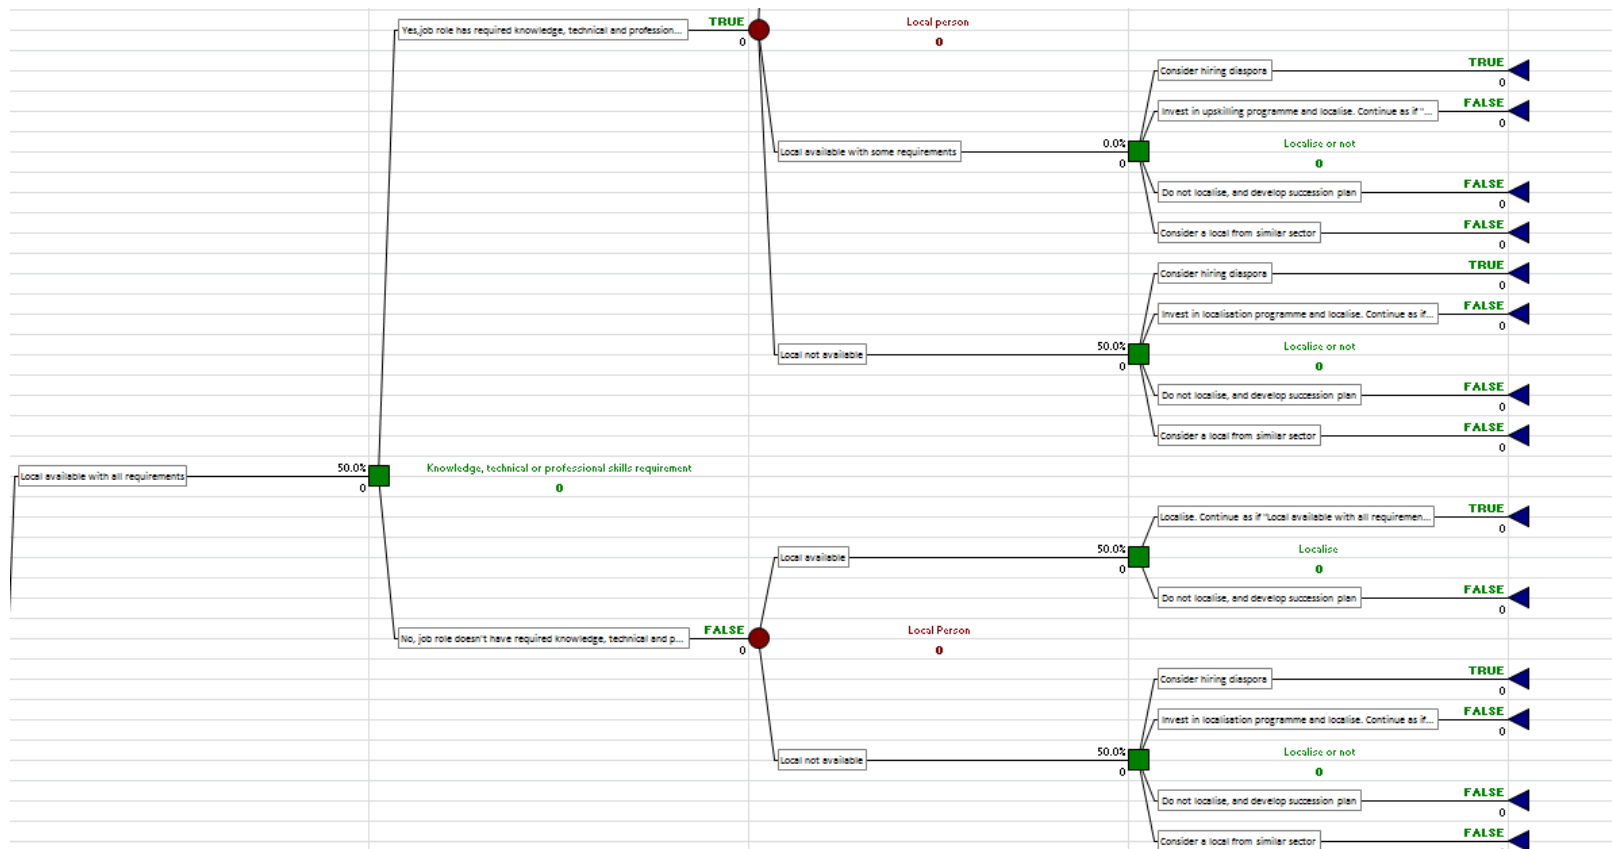 Yes,job role has required knowledge, technical and profession...
TRUE
0
Local person
0
Consider hiring diaspora
TRUE
0
Invest in upskilling programme and localise. Continue as if "...
FALSE
0
Local available with some requirements
0.0%
0
Localise or not
0
Do not localise, and develop succession plan
FALSE
0
Consider a local from similar sector
FALSE
0
Consider hiring diaspora
TRUE
0
Invest in localisation programme and localise. Continue as if...
FALSE
0
Local not available
50.0%
0
Localise or not
0
Do not localise, and develop succession plan
FALSE
0
Consider a local from similar sector
FALSE
0
Local available with all requirements
50.0%
0
Knowledge, technical or professional skills requirement
0
Localise. Continue as if "Local available with all requiremen...
TRUE
0
Local available
50.0%
0
Localise
0
Do not localise, and develop succession plan
FALSE
0
No, job role doesn't have required knowledge, technical and p...
FALSE
0
Local Person
0
Consider hiring diaspora
TRUE
0
Invest in localisation programme and localise. Continue as if...
FALSE
0
Local not available
50.0%
0
Localise or not
0
Do not localise, and develop succession plan
FALSE
0
Consider a local from similar sector
FALSE